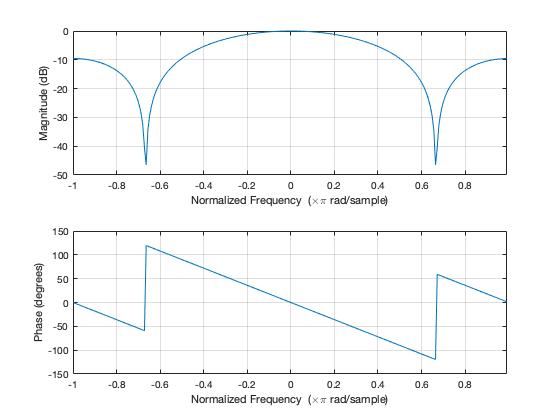 0
-10
-20
-30
-40
-50
Magnitude (dB)
-1 -0.8 -0.6 -0.4 -0.2 0 0.2 0.4 0.6 0.8
Normalized Frequency (×π rad/sample)
150
100
50
0
-50
-100
-150
Phase (degrees)
-1 -0.8 -0.6 -0.4 -0.2 0 0.2 0.4 0.6 0.8
Normalized Frequency (×π rad/sample)